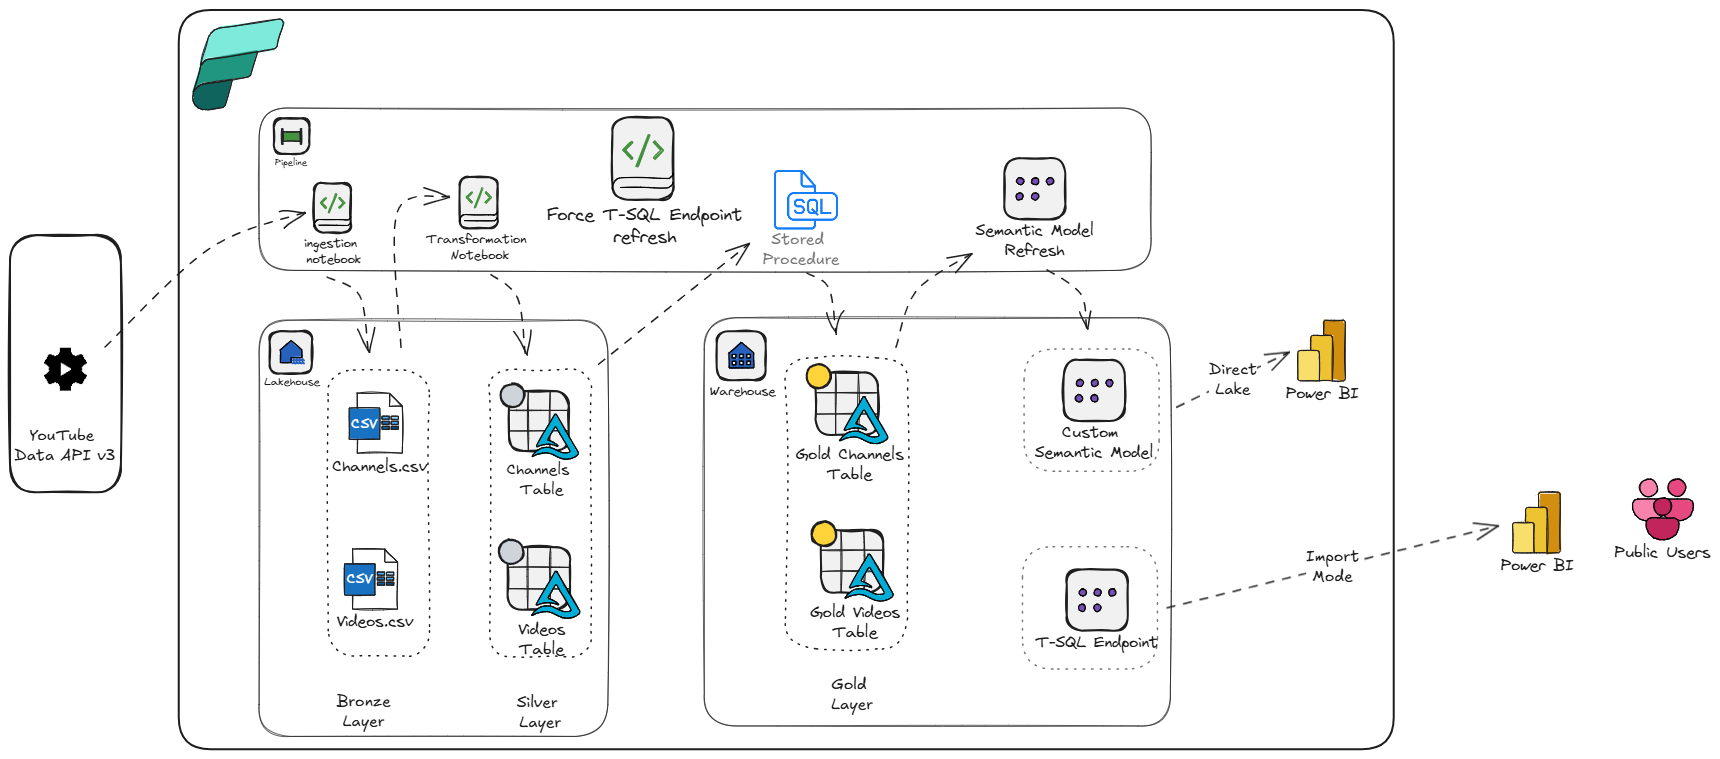 Pipeline
ingestion
notebook
Transformation
Notebook
Force T-SQL Endpoint
refresh
SQL
Stored
Procedure
Semantic Model
Refresh
YouTube
Data API v3
Lakehouse
CSV
Channels.csv
CSV
Videos.csv
Bronze
Layer
Channels
Table
Videos
Table
Silver
Layer
Warehouse
Gold Channels
Table
Gold Videos
Table
Gold
Layer
Custom
Semantic Model
T-SQL Endpoint
Direct
Lake
Power BI
Import
Mode
Power BI
Public Users